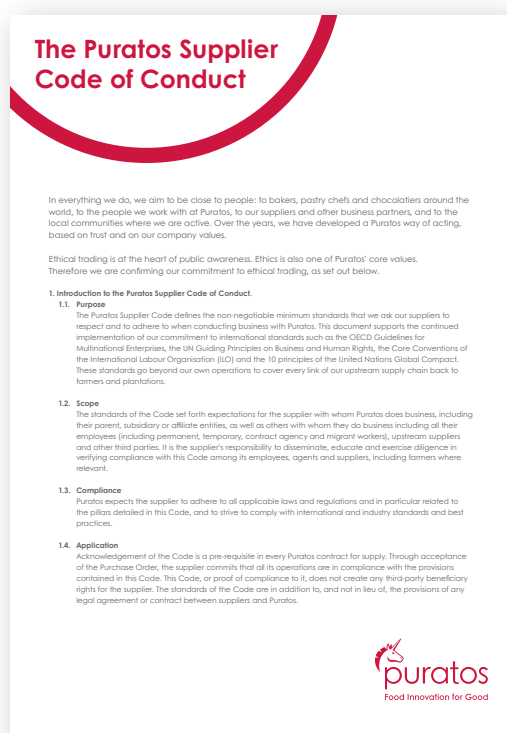 The Puratos Supplier
Code of Conduct
In everything we do, we aim to be close to people: to bakers, pastry chefs and chocolatiers around the
world, to the people we work with at Puratos, to our suppliers and other business partners, and to the
local communities where we are active. Over the years, we have developed a Puratos way of acting,
based on trust and on our company values.
Ethical trading is at the heart of public awareness. Ethics is also one of Puratos' core values.
Therefore we are confirming our commitment to ethical trading, as set out below.
1. Introduction to the Puratos Supplier Code of Conduct.
1.1. Purpose
The Puratos Supplier Code defines the non-negotiable minimum standards that we ask our suppliers to
respect and to adhere to when conducting business with Puratos. This document supports the continued
implementation of our commitment to international standards such as the OECD Guidelines for
Multinational Enterprises, the UN Guiding Principles on Business and Human Rights, the Core Conventions of
the International Labour Organisation (ILO) and the 10 principles of the United Nations Global Compact.
These standards go beyond our own operations to cover every link of our upstream supply chain back to
farmers and plantations.
1.2. Scope
The standards of the Code set forth expectations for the supplier with whom Puratos does business, including
their parent, subsidiary or affiliate entities, as well as others with whom they do business including all their
employees (including permanent, temporary, contract agency and migrant workers), upstream suppliers
and other third parties. It is the supplier's responsibility to disseminate, educate and exercise diligence in
verifying compliance with this Code among its employees, agents and suppliers, including farmers where
relevant.
1.3. Compliance
Puratos expects the supplier to adhere to all applicable laws and regulations and in particular related to
the pillars detailed in this Code, and to strive to comply with international and industry standards and best
practices.
1.4. Application
Acknowledgement of the Code is a pre-requisite in every Puratos contract for supply. Through acceptance
of the Purchase Order, the supplier commits that all its operations are in compliance with the provisions
contained in this Code. This Code, or proof of compliance to it, does not create any third-party beneficiary
rights for the supplier. The standards of the Code are in addition to, and not in lieu of, the provisions of any
legal agreement or contract between suppliers and Puratos.
puratos
Food Innovation for Good